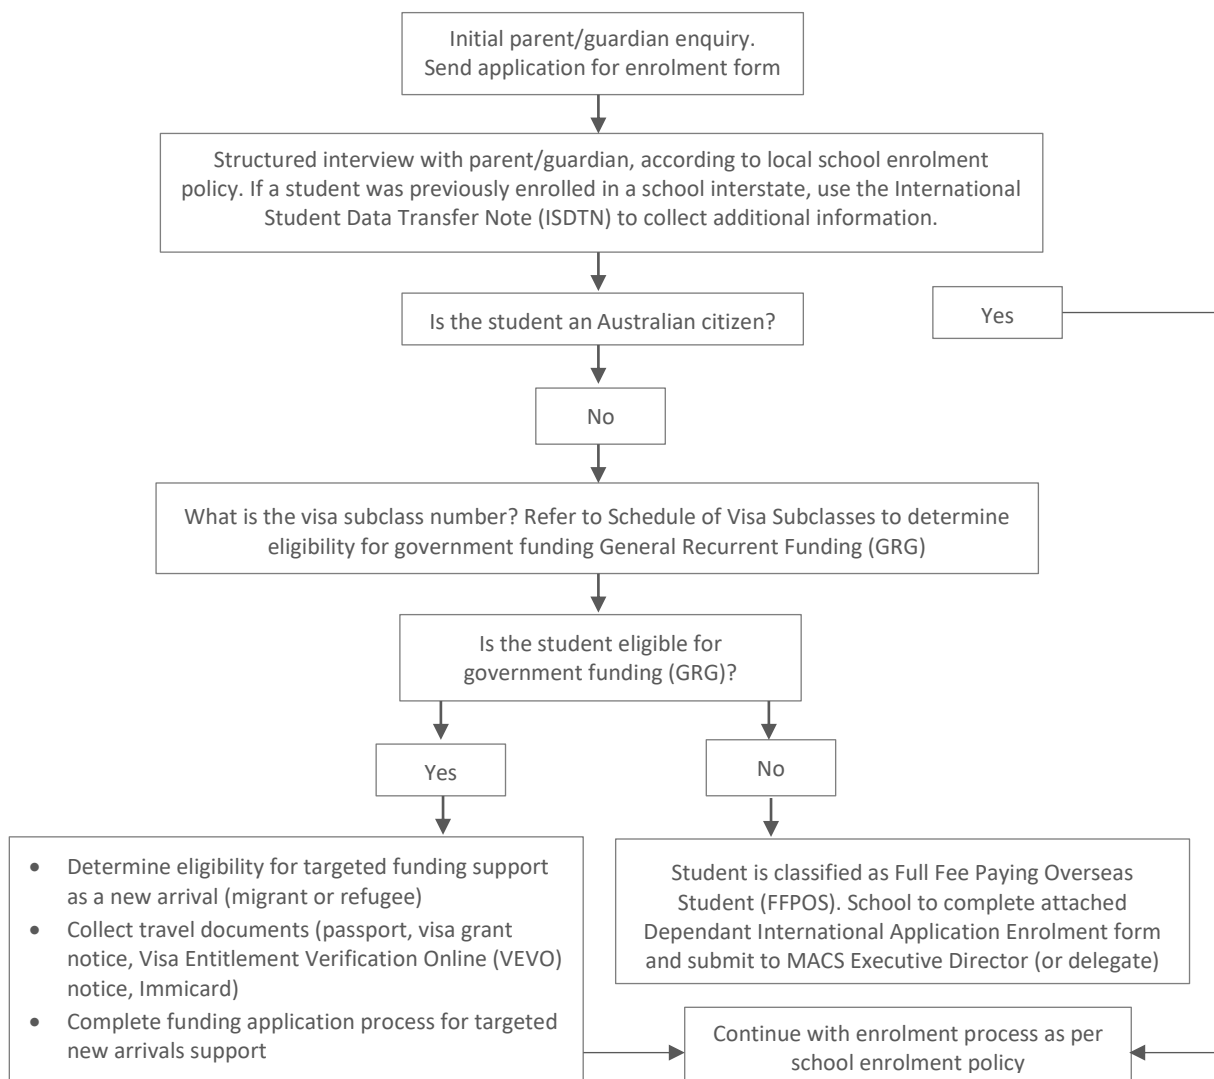 Initial parent/guardian enquiry.
Send application for enrolment form
Structured interview with parent/guardian, according to local school enrolment
policy. If a student was previously enrolled in a school interstate, use the International
Student Data Transfer Note (ISDTN) to collect additional information.
Is the student an Australian citizen?
Yes
No
What is the visa subclass number? Refer to Schedule of Visa Subclasses to determine
eligibility for government funding General Recurrent Funding (GRG)
Is the student eligible for
government funding (GRG)?
Yes
No
• Determine eligibility for targeted funding support
as a new arrival (migrant or refugee)
• Collect travel documents (passport, visa grant
notice, Visa Entitlement Verification Online (VEVO)
notice, Immicard)
• Complete funding application process for targeted
new arrivals support
Student is classified as Full Fee Paying Overseas
Student (FFPOS). School to complete attached
Dependant International Application Enrolment form
and submit to MACS Executive Director (or delegate)
Continue with enrolment process as per
school enrolment policy